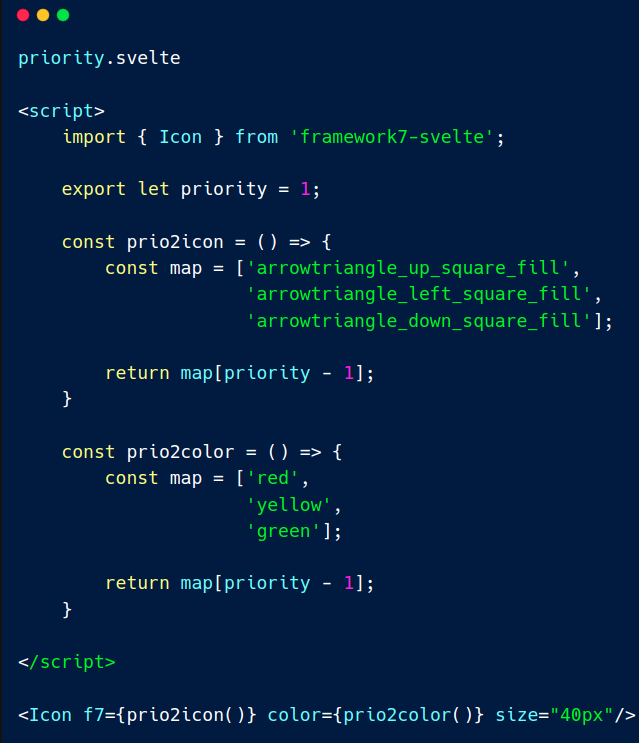 priority.svelte
<script>
import { Icon } from 'framework7-svelte';
export let priority = 1;
const prio2icon = () => {
const map = ['arrowtriangle_up_square_fill',
'arrowtriangle_left_square_fill',
'arrowtriangle_down_square_fill'];
return map[priority - 1];
}
const prio2color = () => {
const map = ['red',
'yellow',
'green'];
return map[priority - 1];
}
</script>
<Icon f7={prio2icon()} color={prio2color()} size="40px"/>